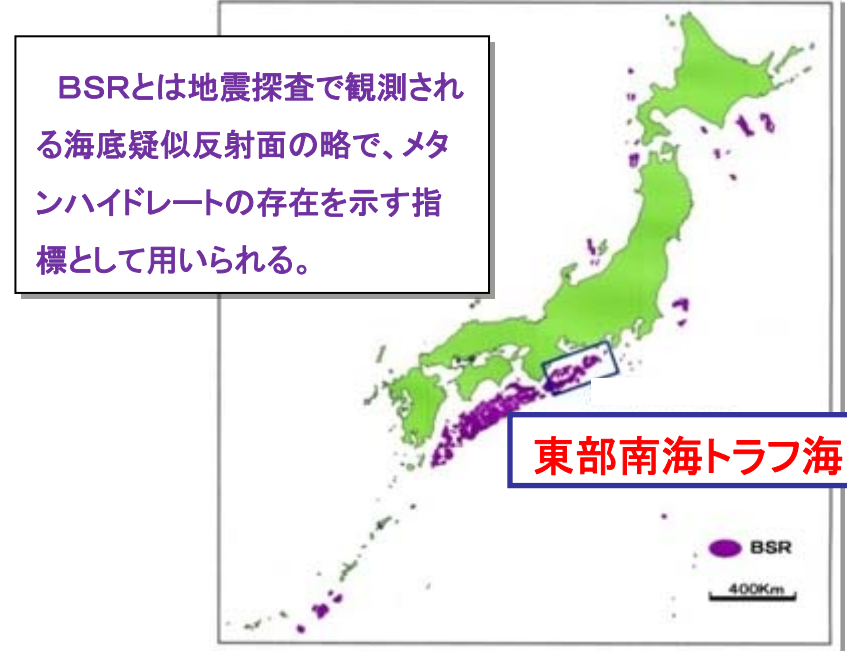 BSRとは地震探査で観測され
る海底疑似反射面の略で、メタ
ンハイドレートの存在を示す指
標として用いられる。
東部南海トラフ海
BSR
400Km